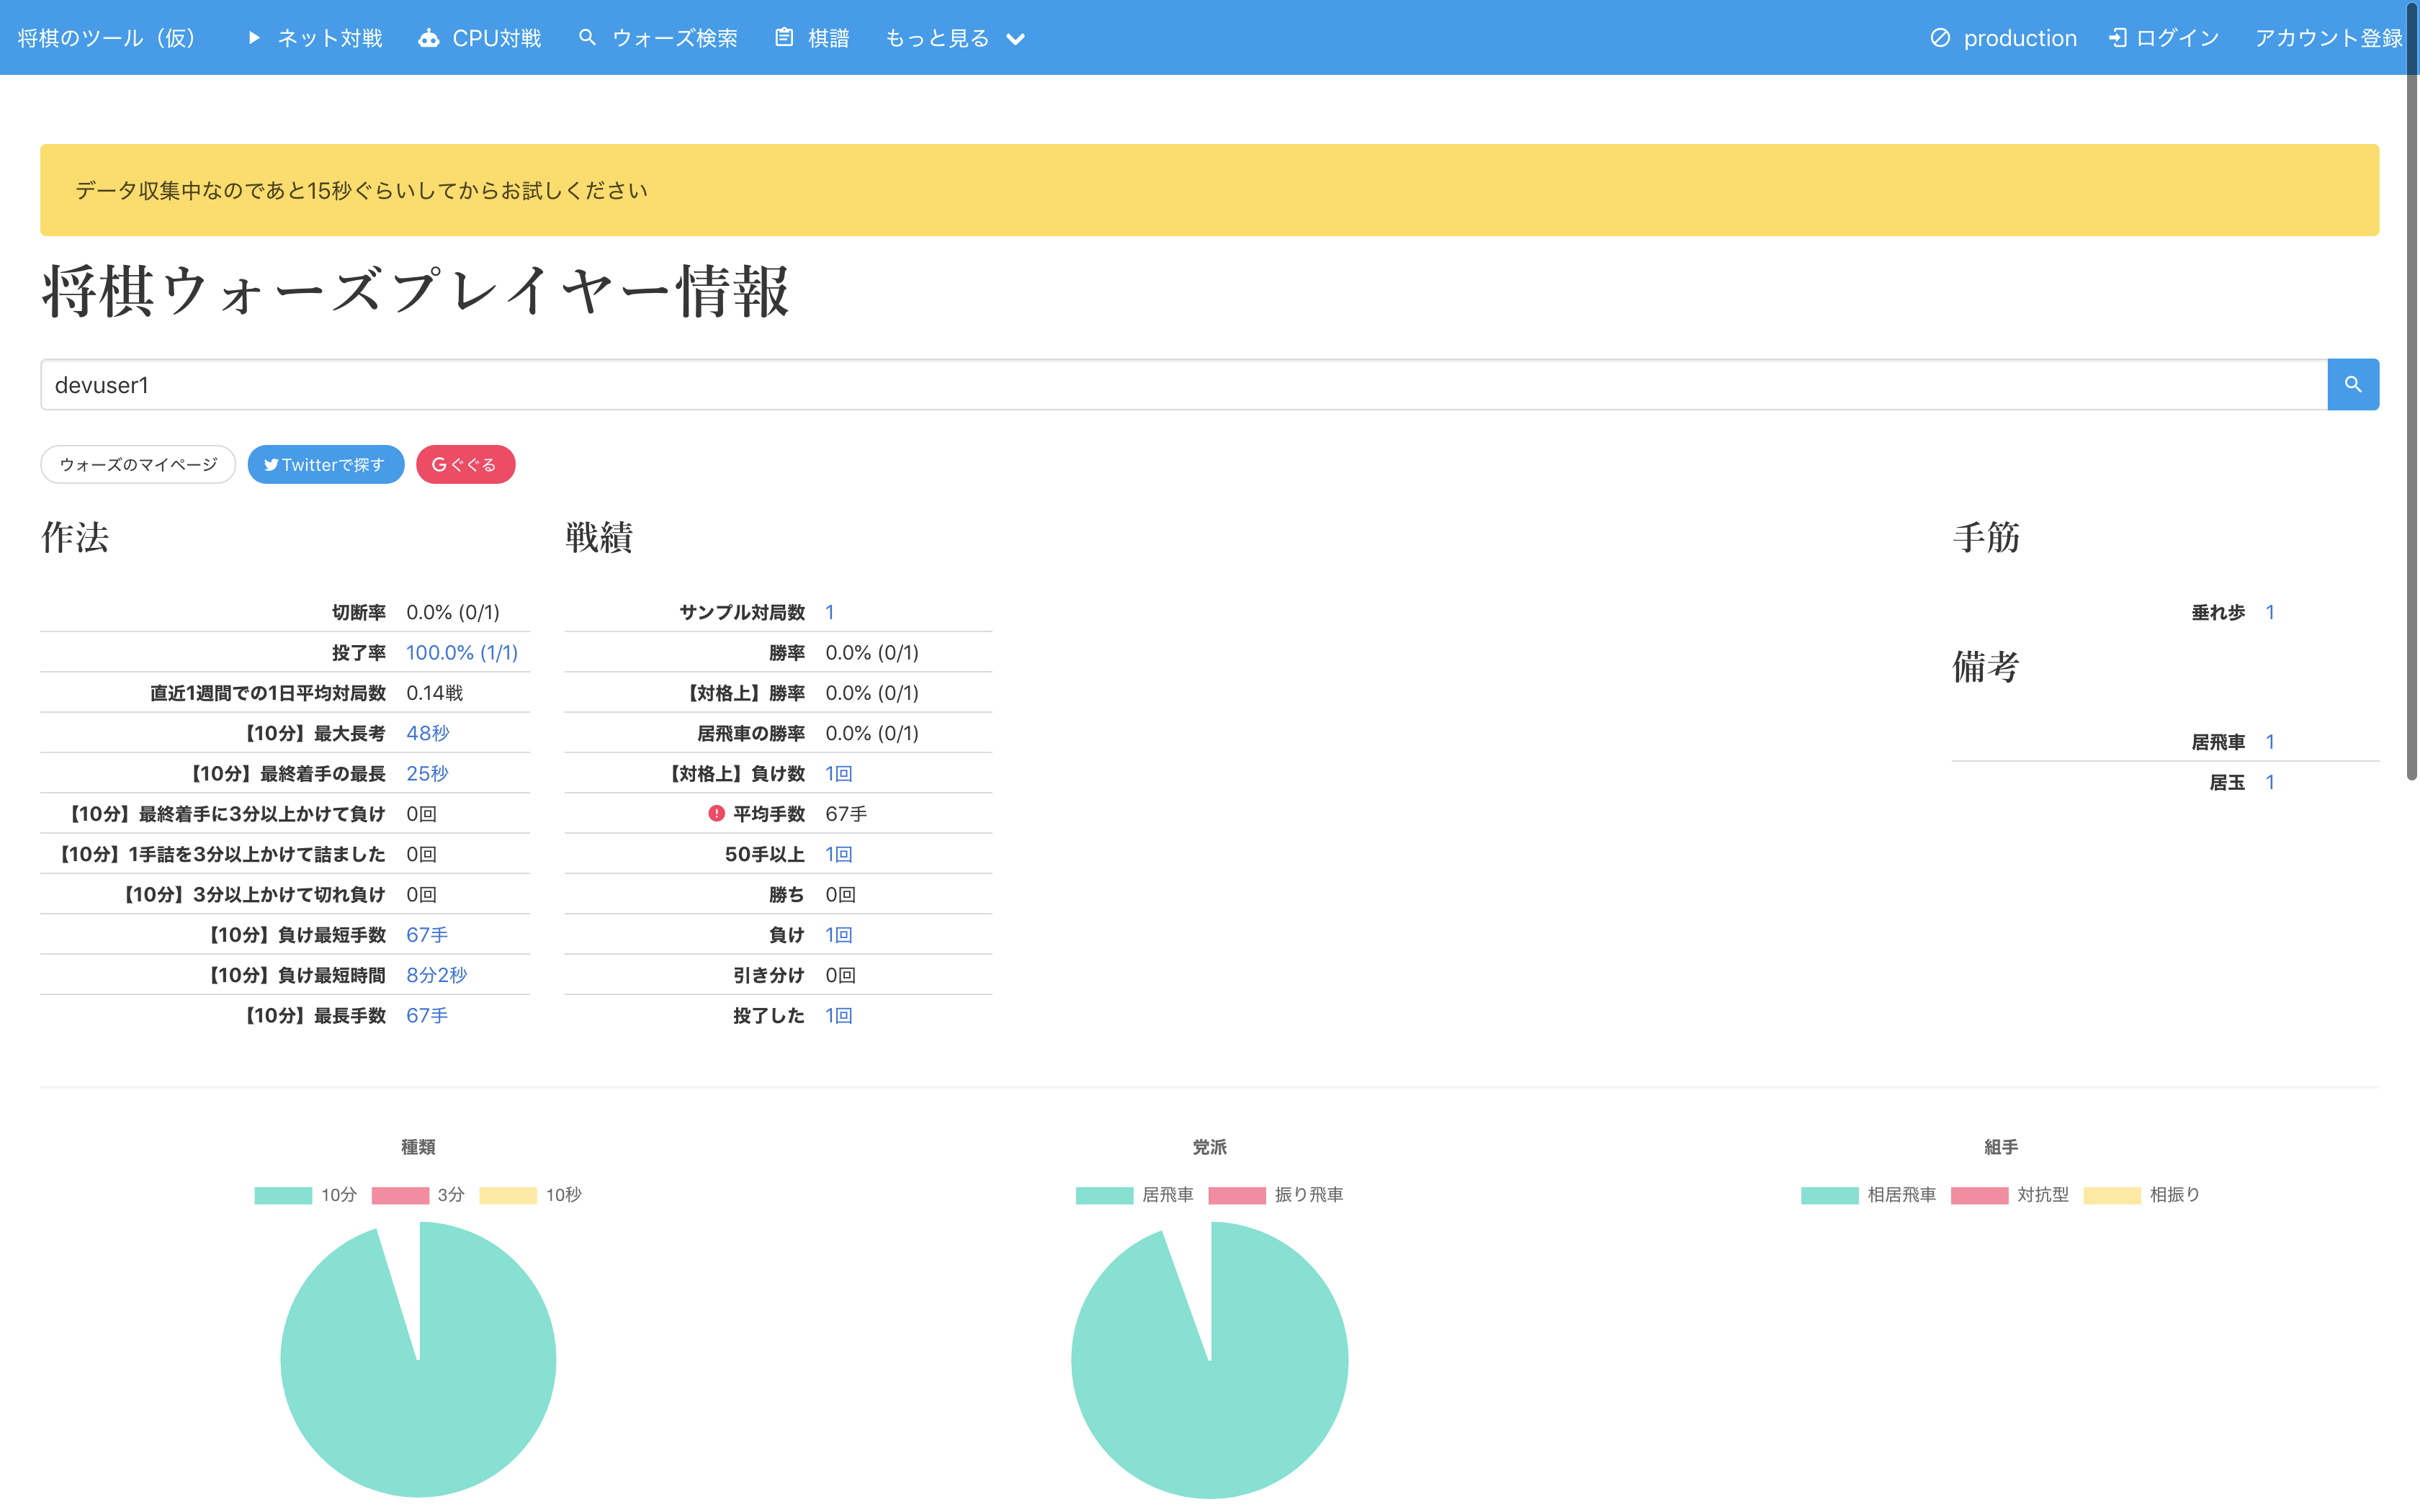 将棋のツール（仮） ネット対戦 CPU対戦 ウォーズ検索 棋譜 もっと見る production ログイン アカウント登録
データ収集中なのであと15秒ぐらいしてからお試しください
将棋ウォーズプレイヤー情報
devuser1
ウォーズのマイページ Twitterで探す ぐぐる
作法
切断率 0.0% (0/1)
投了率 100.0% (1/1)
直近1週間での1日平均対局数 0.14戦
【10分】最大長考 48秒
【10分】最終着手の最長 25秒
【10分】最終着手に3分以上かけて負け 0回
【10分】1手詰を3分以上かけて詰ました 0回
【10分】3分以上かけて切れ負け 0回
【10分】負け最短手数 67手
【10分】負け最短時間 8分2秒
【10分】最長手数 67手
戦績
サンプル対局数 1
勝率 0.0% (0/1)
【対格上】勝率 0.0% (0/1)
居飛車の勝率 0.0% (0/1)
【対格上】負け数 1回
平均手数 67手
50手以上 1回
勝ち 0回
負け 1回
引き分け 0回
投了した 1回
手筋
垂れ歩 1
備考
居飛車 1
居玉 1
種類
10分 3分 10秒
党派
居飛車 振り飛車
組手
相居飛車 対抗型 相振り